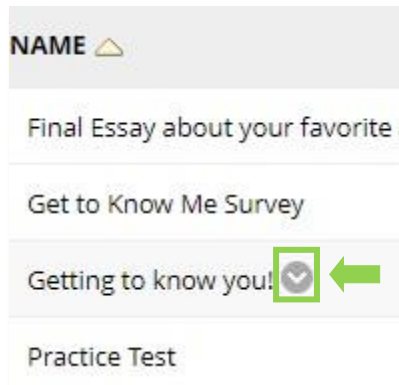 NAME
Final Essay about your favorite
Get to Know Me Survey
Getting to know you!
Practice Test